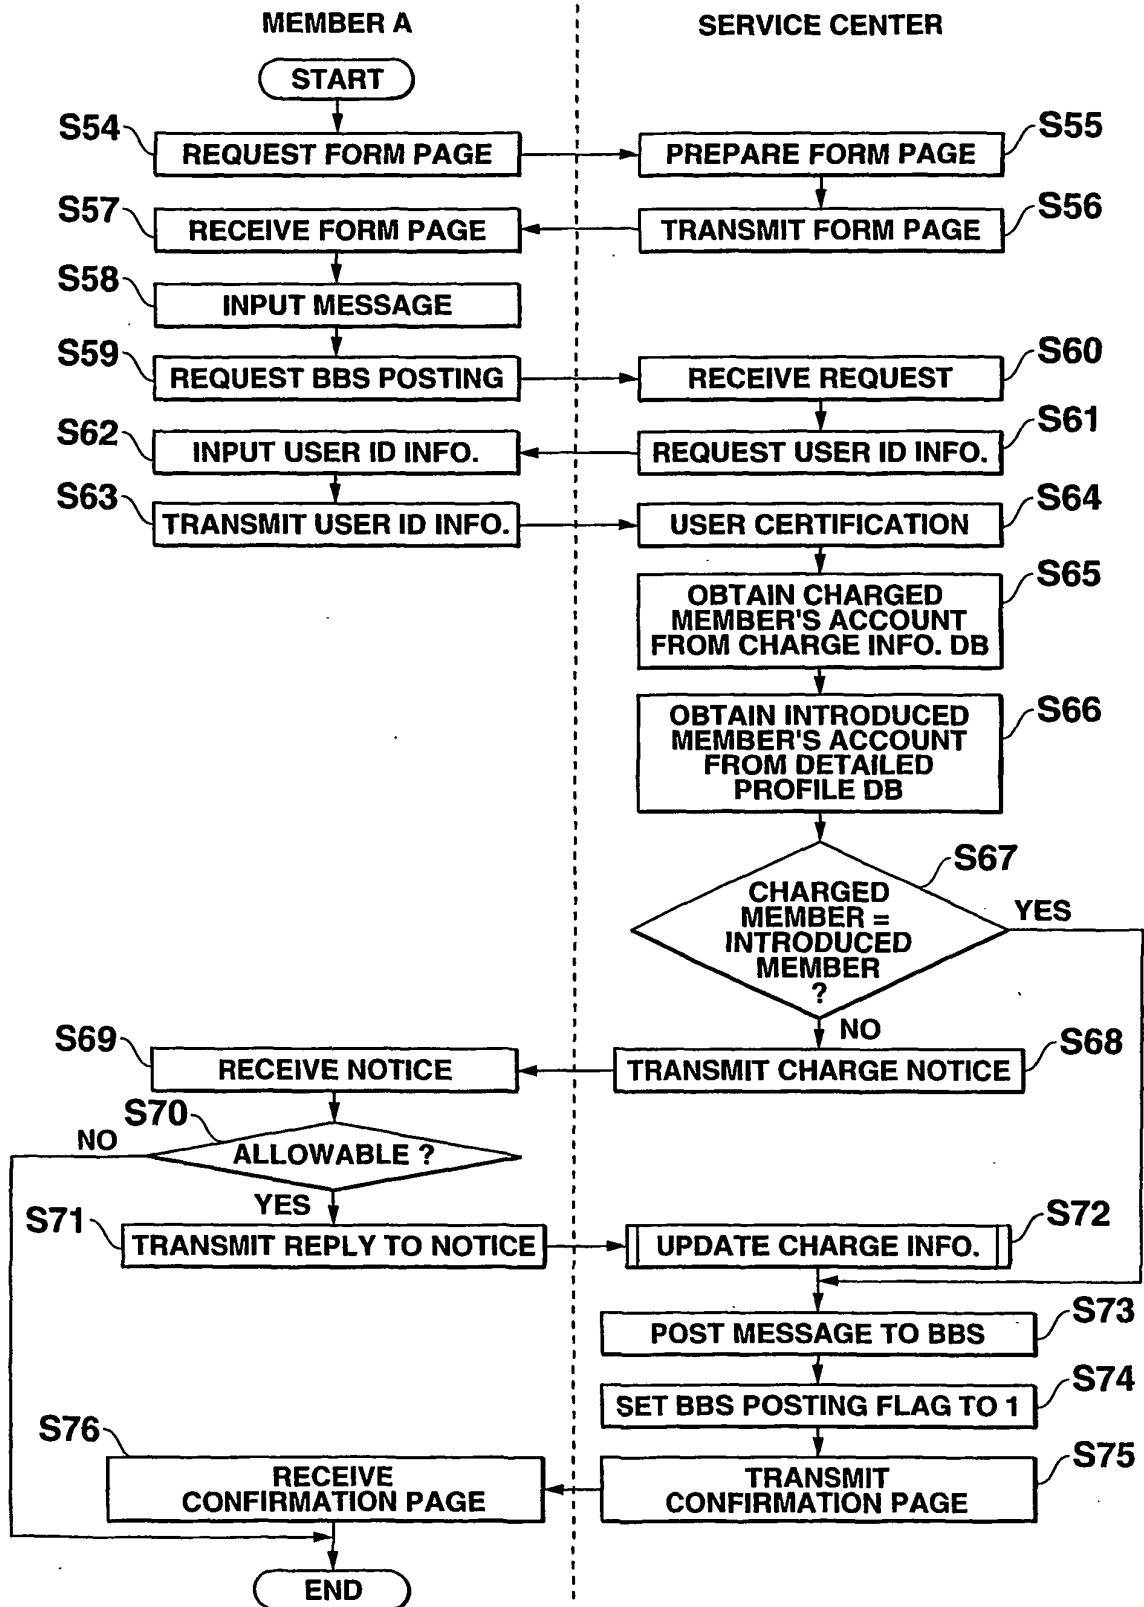 MEMBER A
SERVICE CENTER
START
S54
REQUEST FORM PAGE
S55
PREPARE FORM PAGE
S57
RECEIVE FORM PAGE
S56
TRANSMIT FORM PAGE
S58
INPUT MESSAGE
S59
REQUEST BBS POSTING
S60
RECEIVE REQUEST
S62
INPUT USER ID INFO.
S61
REQUEST USER ID INFO.
S63
TRANSMIT USER ID INFO.
S64
USER CERTIFICATION
S65
OBTAIN CHARGED
MEMBER'S ACCOUNT
FROM CHARGE INFO. DB
S66
OBTAIN INTRODUCED
MEMBER'S ACCOUNT
FROM DETAILED
PROFILE DB
S67
CHARGED
MEMBER =
INTRODUCED
MEMBER
?
YES
NO
S69
RECEIVE NOTICE
S68
TRANSMIT CHARGE NOTICE
S70
NO
ALLOWABLE ?
YES
S71
TRANSMIT REPLY TO NOTICE
S72
UPDATE CHARGE INFO.
S73
POST MESSAGE TO BBS
S74
SET BBS POSTING FLAG TO 1
S76
RECEIVE
CONFIRMATION PAGE
S75
TRANSMIT
CONFIRMATION PAGE
END